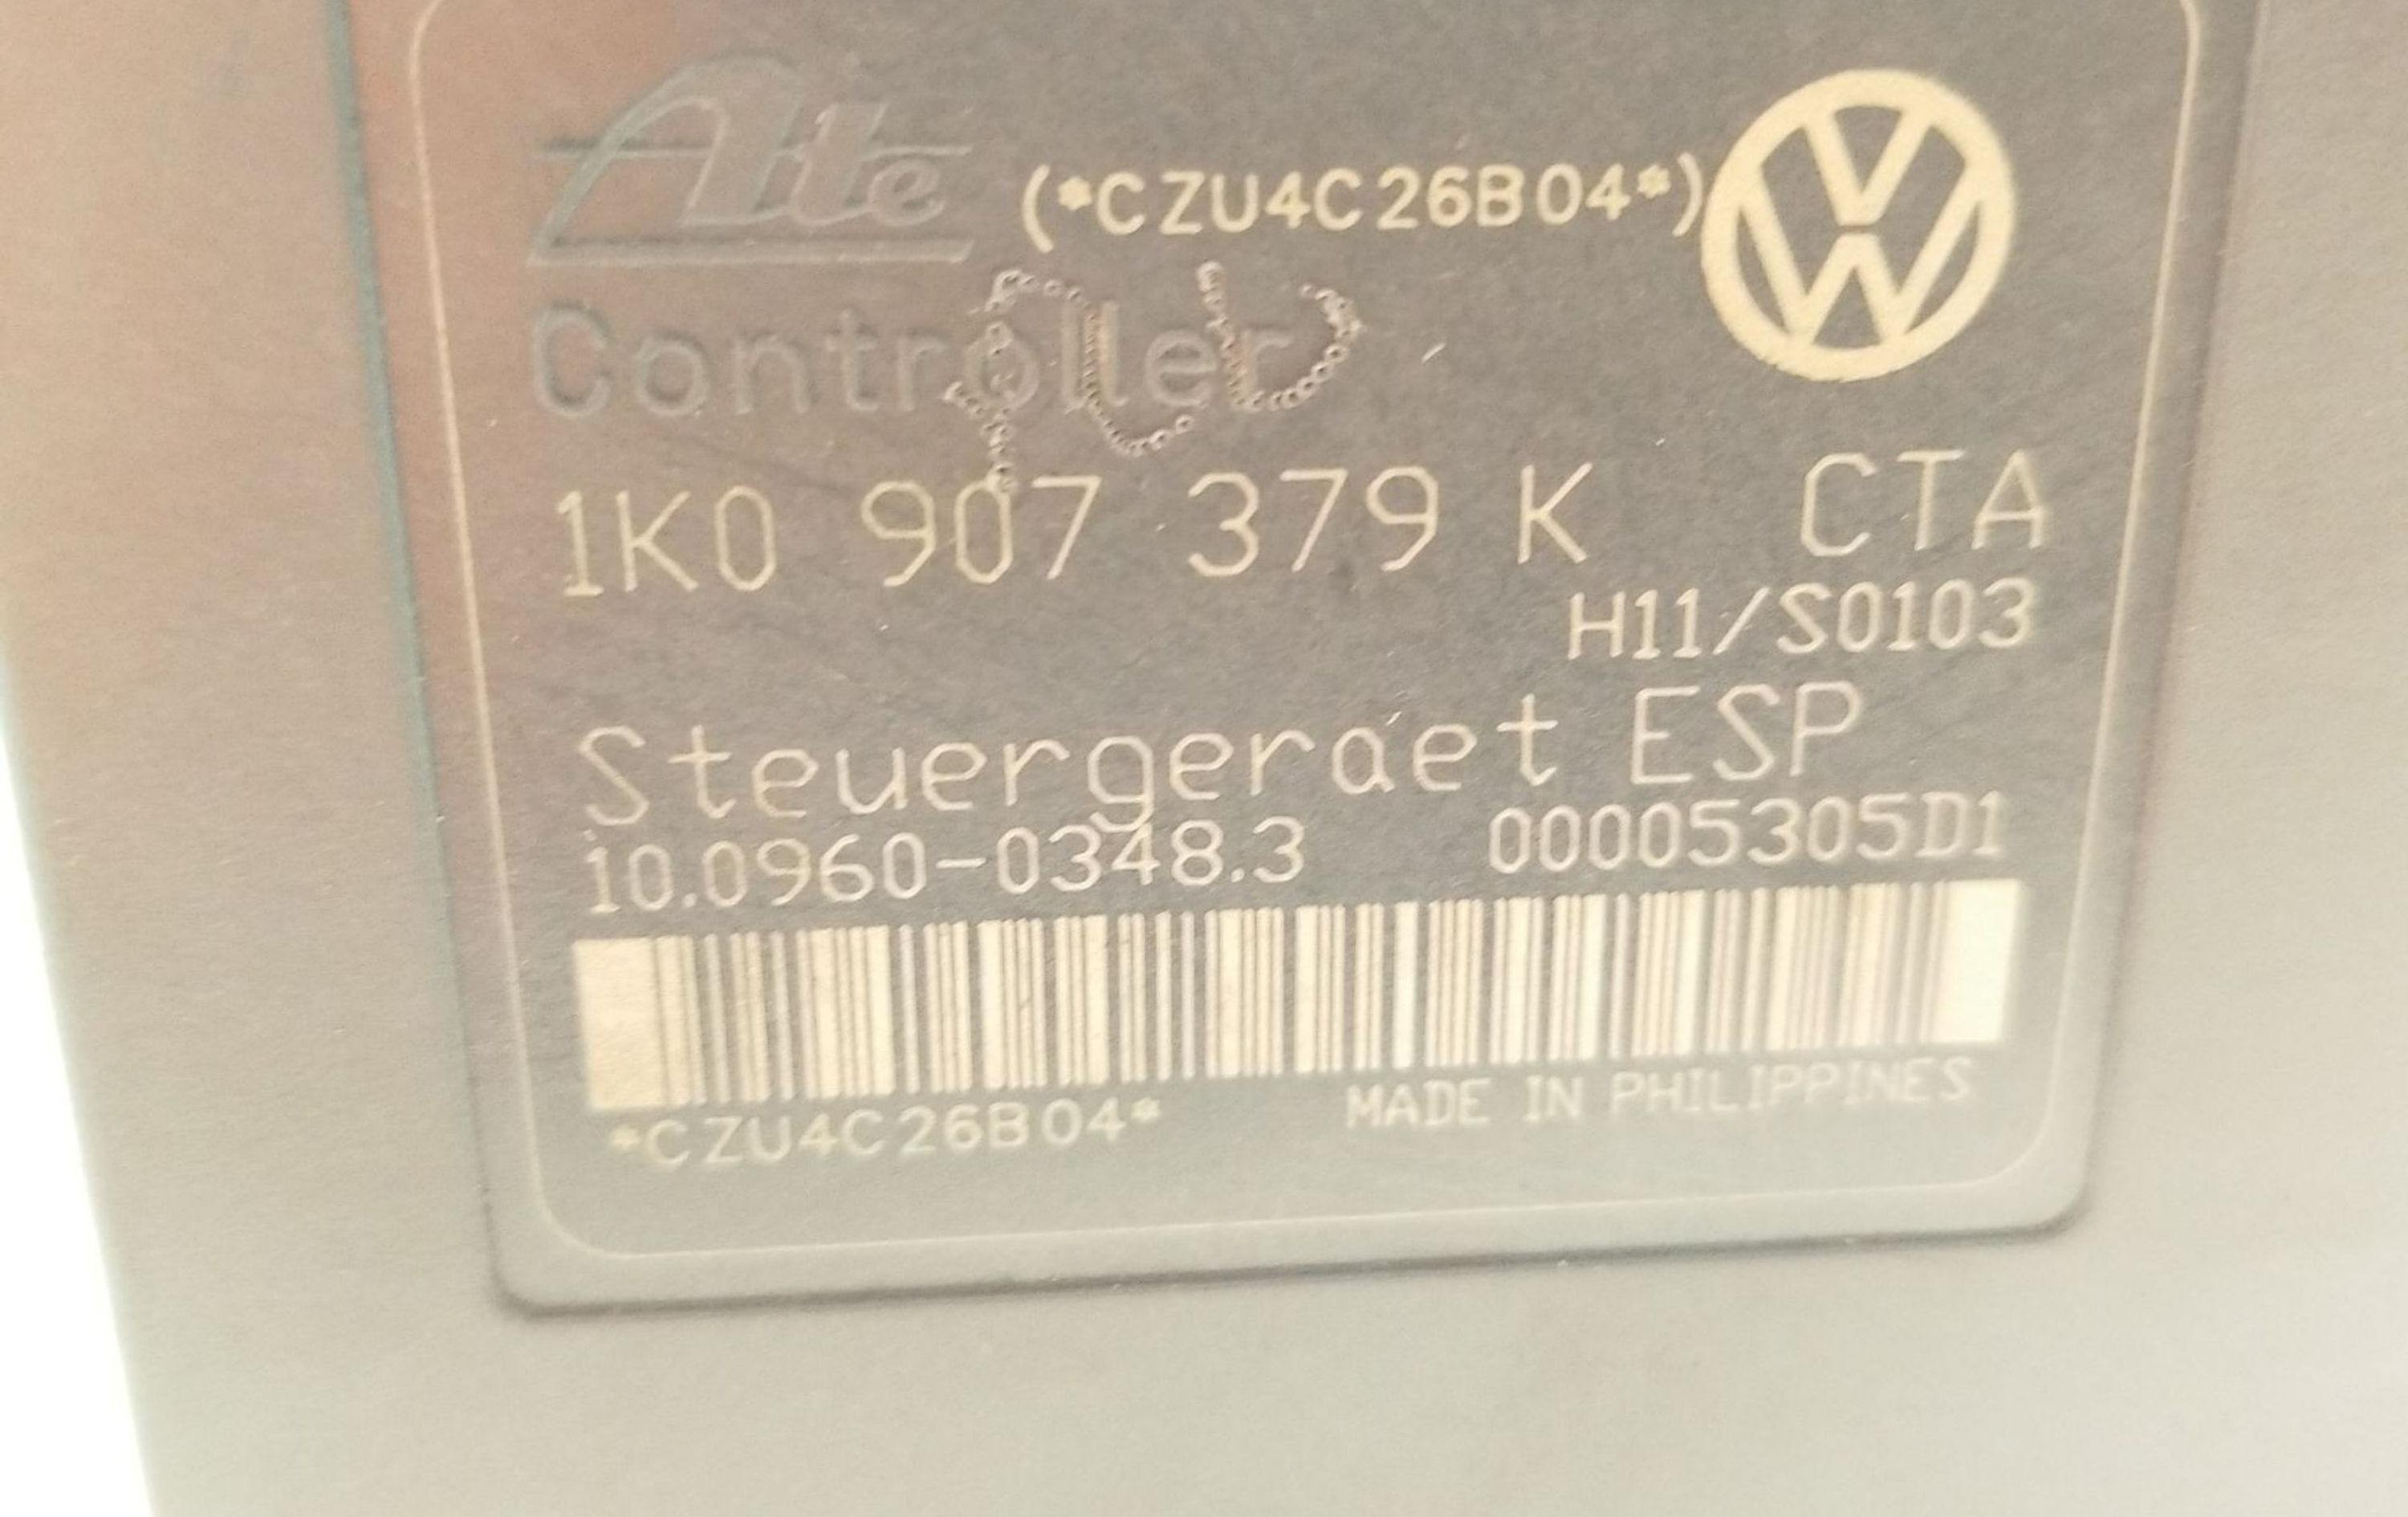 Ate (*CZU4C26B04*)
Controller
1K0 907 379 K CTA
H11/S0103
Steuergeraet ESP
10.0960-0348.3 00005305D1
*CZU4C26B04* MADE IN PHILIPPINES